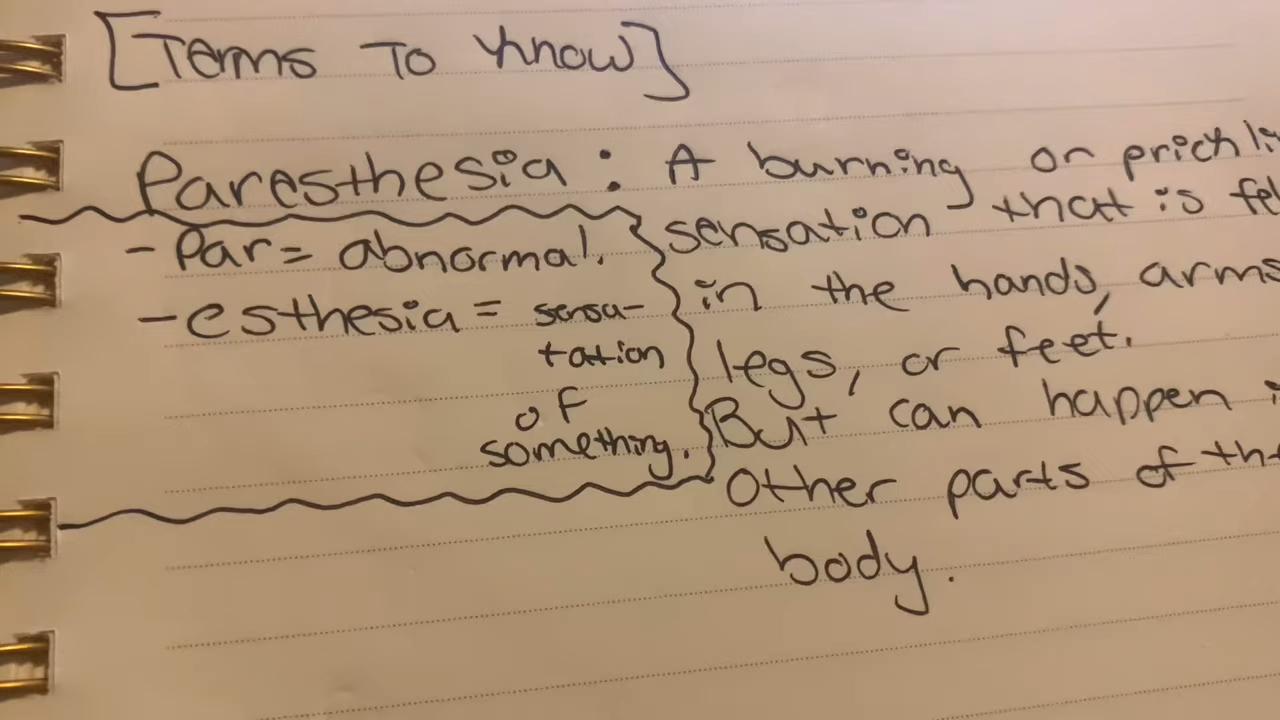 [Terms To Know]
Paresthesia: A burning or prickli
sensation that is fel
in the hands, arms
legs, or feet.
But can happen i
other parts of th
body.
- Par = abnormal.
- esthesia = sensa-
tation
of
something.